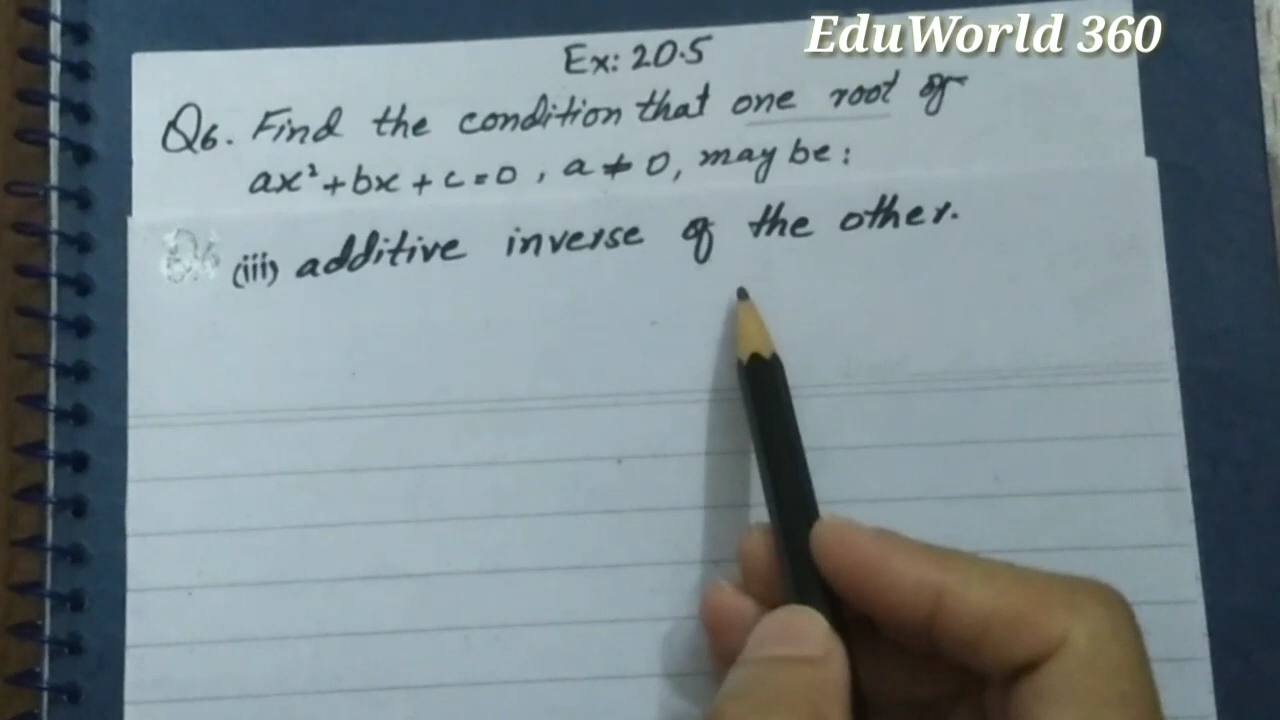 EduWorld 360
Ex: 20.5
Q6. Find the condition that one root of
ax²+bx+c=0, a≠0, may be:
(iii) additive inverse of the other.